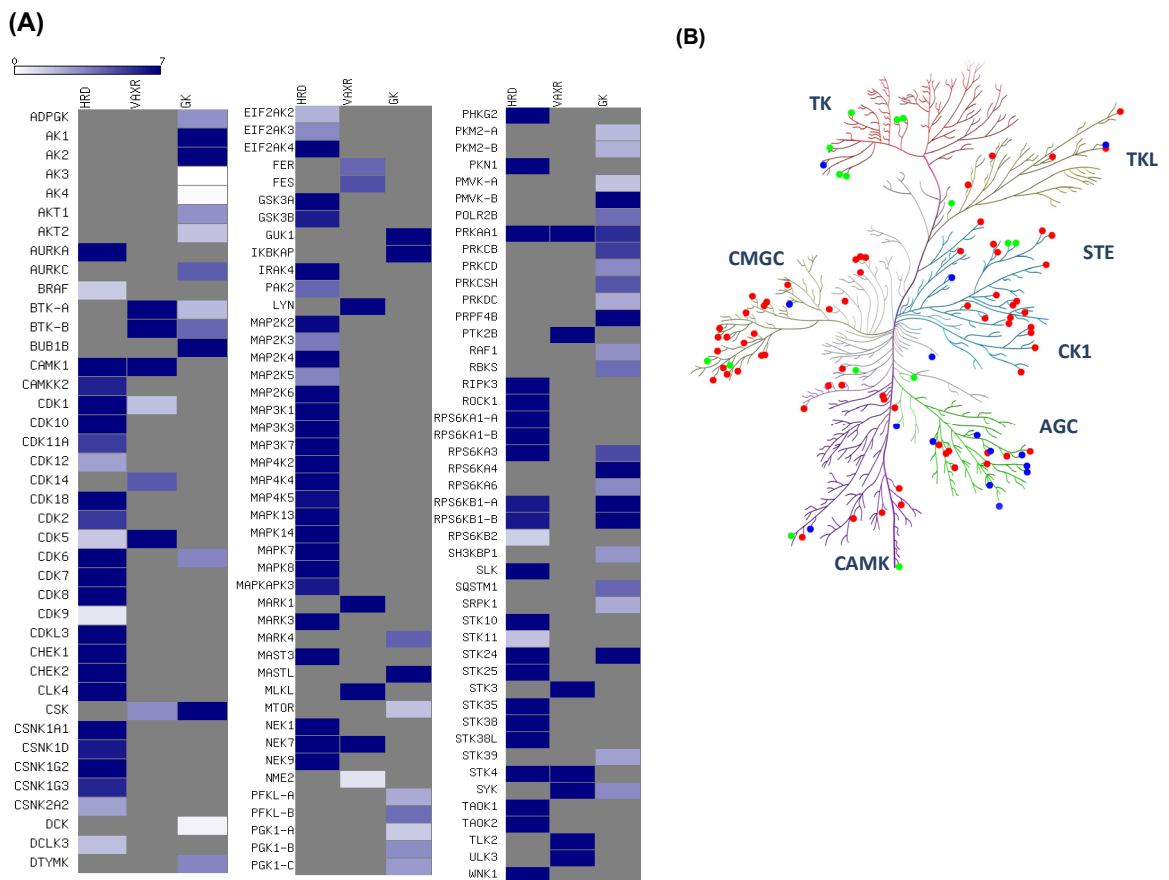 (A)
(B)
0 7
HRD VAXR GK
ADPGK
AK1
AK2
AK3
AK4
AKT1
AKT2
AURKA
AURKC
BRAF
BTK-A
BTK-B
BUB1B
CAMK1
CAMKK2
CDK1
CDK10
CDK11A
CDK12
CDK14
CDK18
CDK2
CDK5
CDK6
CDK7
CDK8
CDK9
CDKL3
CHEK1
CHEK2
CLK4
CSK
CSNK1A1
CSNK1D
CSNK1G2
CSNK1G3
CSNK2A2
DCK
DCLK3
DTYMK
HRD VAXR GK
EIF2AK2
EIF2AK3
EIF2AK4
FER
FES
GSK3A
GSK3B
GUK1
IKBKAP
IRAK4
PAK2
LYN
MAP2K2
MAP2K3
MAP2K4
MAP2K5
MAP2K6
MAP3K1
MAP3K3
MAP3K7
MAP4K2
MAP4K4
MAP4K5
MAPK13
MAPK14
MAPK7
MAPK8
MAPKAPK3
MARK1
MARK3
MARK4
MAST3
MASTL
MLKL
MTOR
NEK1
NEK7
NEK9
NME2
PFKL-A
PFKL-B
PGK1-A
PGK1-B
PGK1-C
HRD VAXR GK
PHKG2
PKM2-A
PKM2-B
PKN1
PMVK-A
PMVK-B
POLR2B
PRKAA1
PRKCB
PRKCD
PRKCSH
PRKDC
PRPF4B
PTK2B
RAF1
RBKS
RIPK3
ROCK1
RPS6KA1-A
RPS6KA1-B
RPS6KA3
RPS6KA4
RPS6KA6
RPS6KB1-A
RPS6KB1-B
RPS6KB2
SH3KBP1
SLK
SQSTM1
SRPK1
STK10
STK11
STK24
STK25
STK3
STK35
STK38
STK38L
STK39
STK4
SYK
TAOK1
TAOK2
TLK2
ULK3
WNK1
TK
TKL
STE
CMGC
CK1
AGC
CAMK